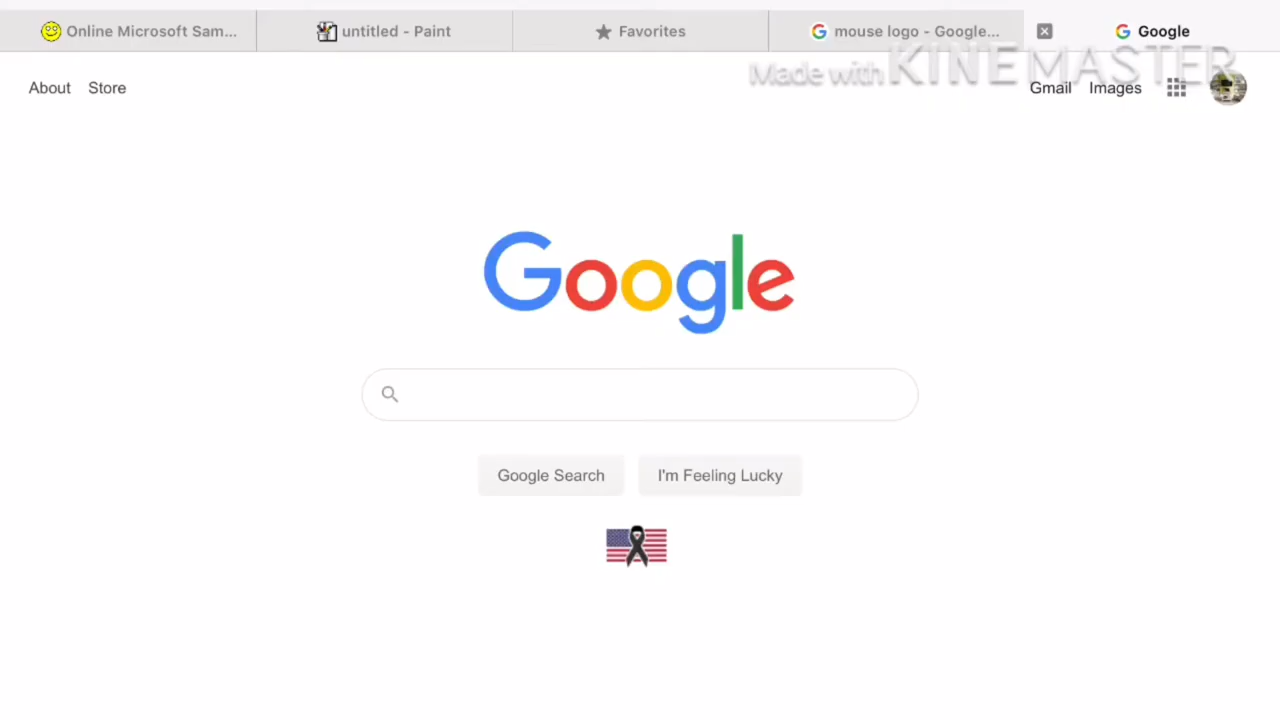 Online Microsoft Sam...
untitled - Paint
Favorites
mouse logo - Google...
Google
Made with KINEMASTER
About
Store
Gmail
Images
Google
Google Search
I'm Feeling Lucky